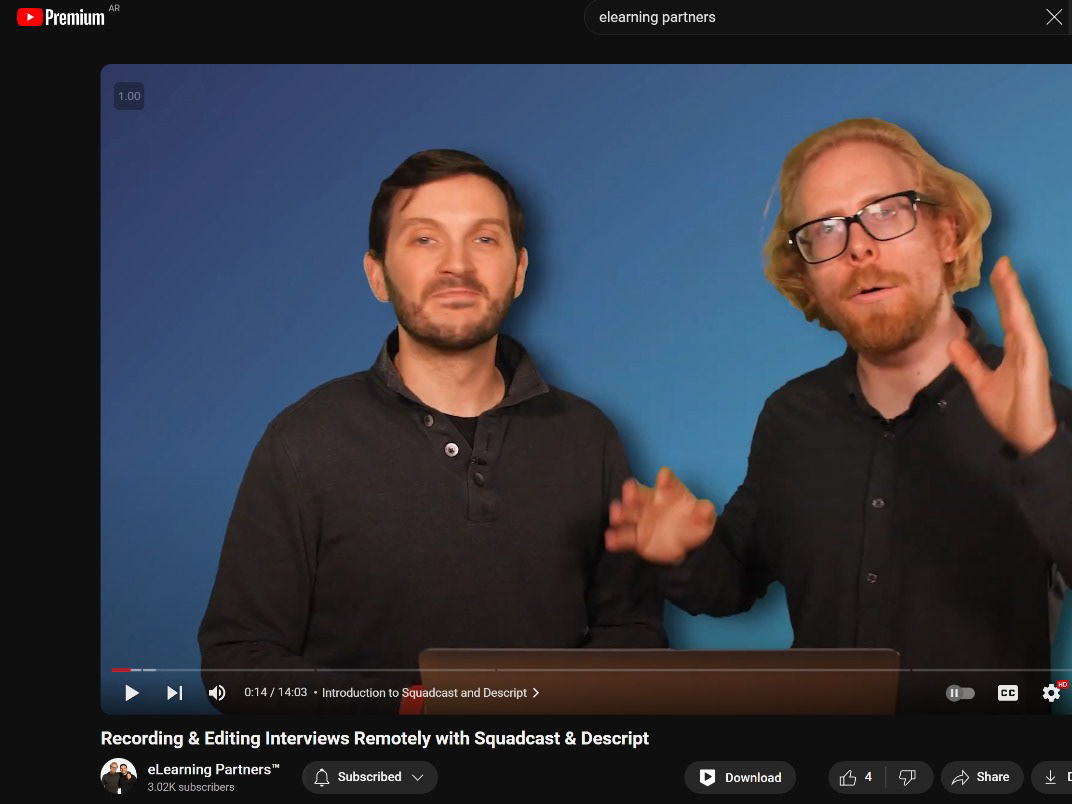 Premium AR
elearning partners
1.00
0:14 / 14:03 • Introduction to Squadcast and Descript
CC
HD
Recording & Editing Interviews Remotely with Squadcast & Descript
eLearning Partners™
3.02K subscribers
Subscribed
Download
4
Share
D